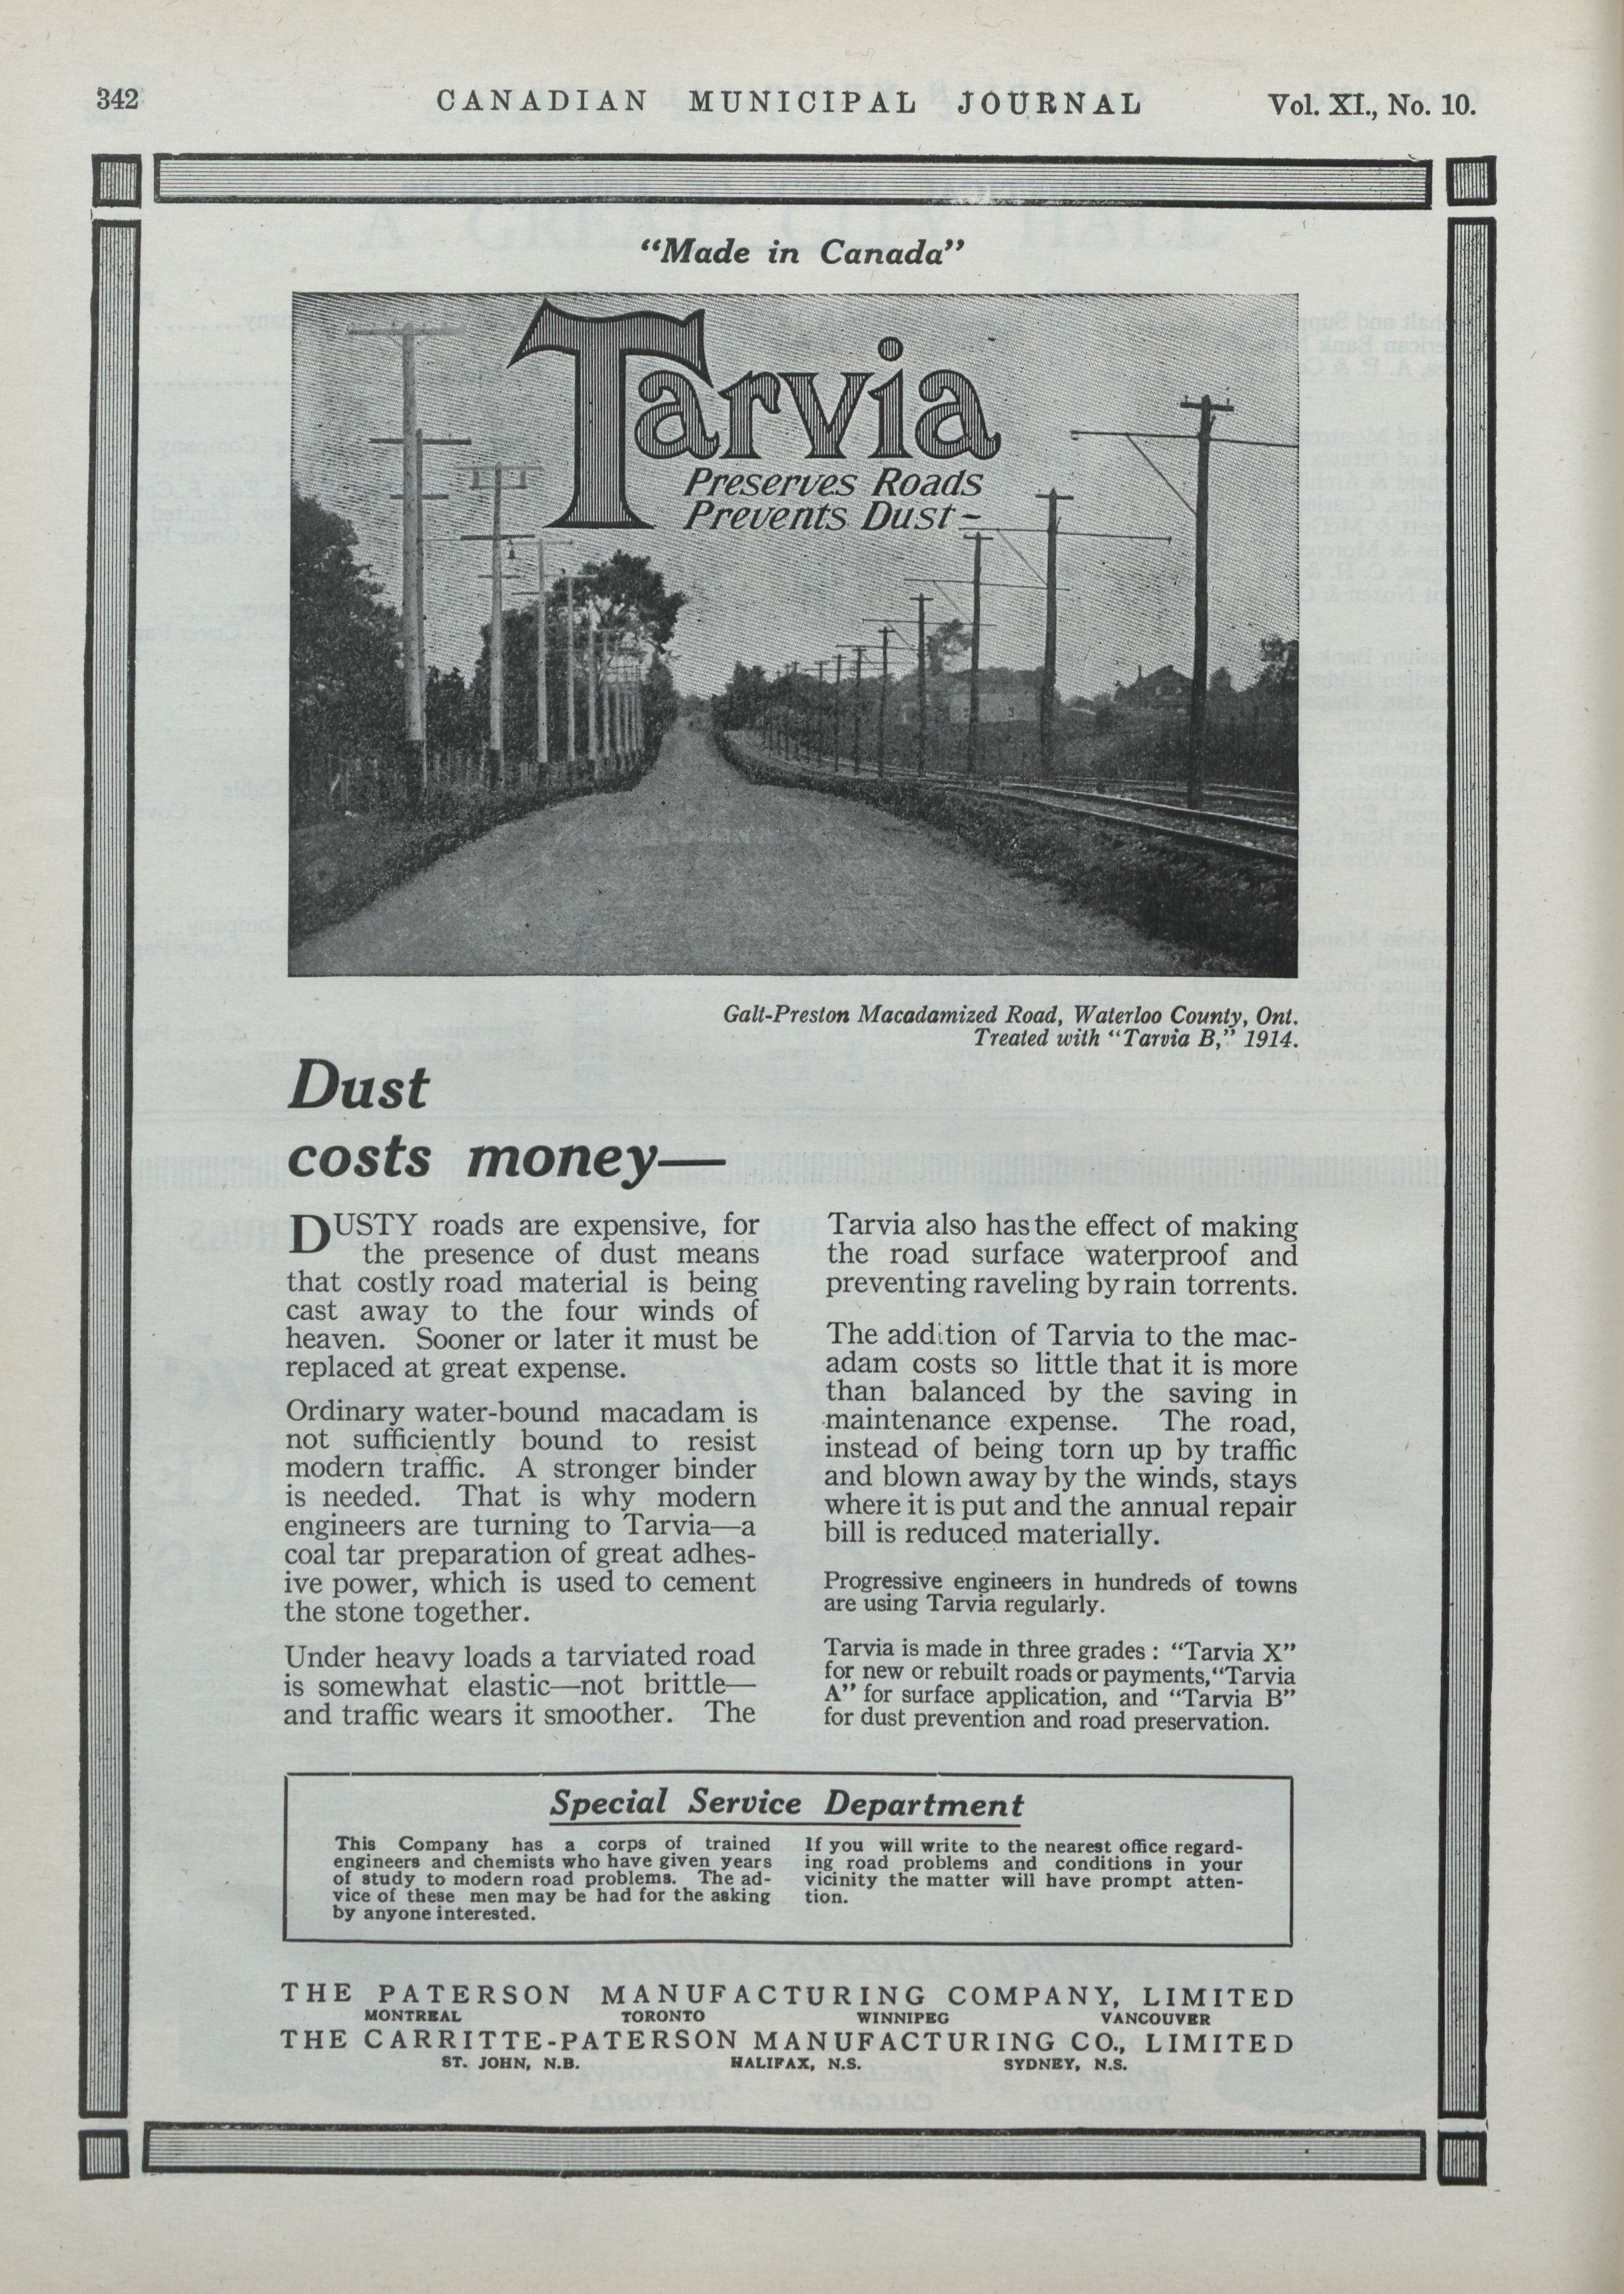 342
CANADIAN MUNICIPAL JOURNAL
Vol. XI., No. 10.
"Made in Canada"
Tarvia
Preserves Roads
Prevents Dust-
Galt-Preston Macadamized Road, Waterloo County, Ont.
Treated with "Tarvia B," 1914.
Dust
costs money—
DUSTY roads are expensive, for
the presence of dust means
that costly road material is being
cast away to the four winds of
heaven. Sooner or later it must be
replaced at great expense.
Ordinary water-bound macadam is
not sufficiently bound to resist
modern traffic. A stronger binder
is needed. That is why modern
engineers are turning to Tarvia—a
coal tar preparation of great adhes-
ive power, which is used to cement
the stone together.
Under heavy loads a tarviated road
is somewhat elastic—not brittle—
and traffic wears it smoother. The
Tarvia also has the effect of making
the road surface waterproof and
preventing raveling by rain torrents.
The addition of Tarvia to the mac-
adam costs so little that it is more
than balanced by the saving in
maintenance expense. The road,
instead of being torn up by traffic
and blown away by the winds, stays
where it is put and the annual repair
bill is reduced materially.
Progressive engineers in hundreds of towns
are using Tarvia regularly.
Tarvia is made in three grades : "Tarvia X"
for new or rebuilt roads or payments, "Tarvia
A" for surface application, and "Tarvia B"
for dust prevention and road preservation.
Special Service Department
This Company has a corps of trained
engineers and chemists who have given years
of study to modern road problems. The ad-
vice of these men may be had for the asking
by anyone interested.
If you will write to the nearest office regard-
ing road problems and conditions in your
vicinity the matter will have prompt atten-
tion.
THE PATERSON MANUFACTURING COMPANY, LIMITED
MONTREAL TORONTO WINNIPEG VANCOUVER
THE CARRITTE-PATERSON MANUFACTURING CO., LIMITED
ST. JOHN, N.B. HALIFAX, N.S. SYDNEY, N.S.